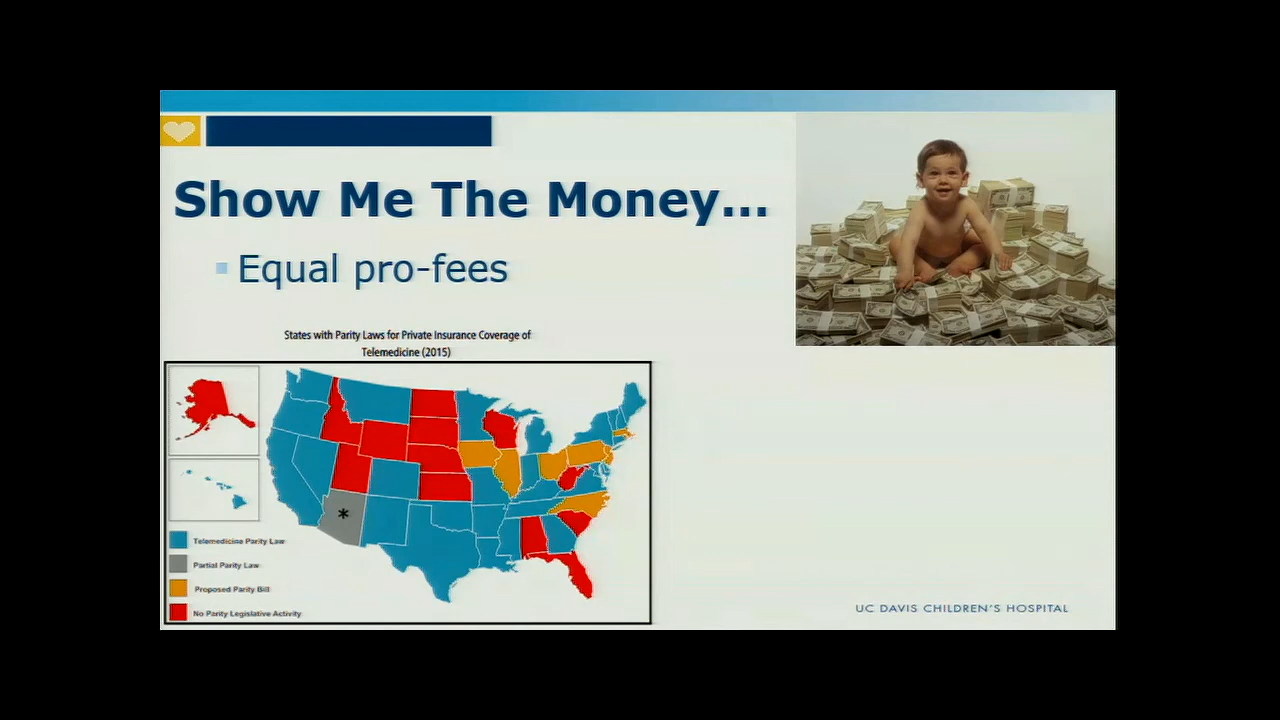 Show Me The Money...
Equal pro-fees
States with Parity Laws for Private Insurance Coverage of
Telemedicine (2015)
*
Telemedicine Parity Law
Partial Parity Law
Proposed Parity Bill
No Parity Legislative Activity
UC DAVIS CHILDREN'S HOSPITAL